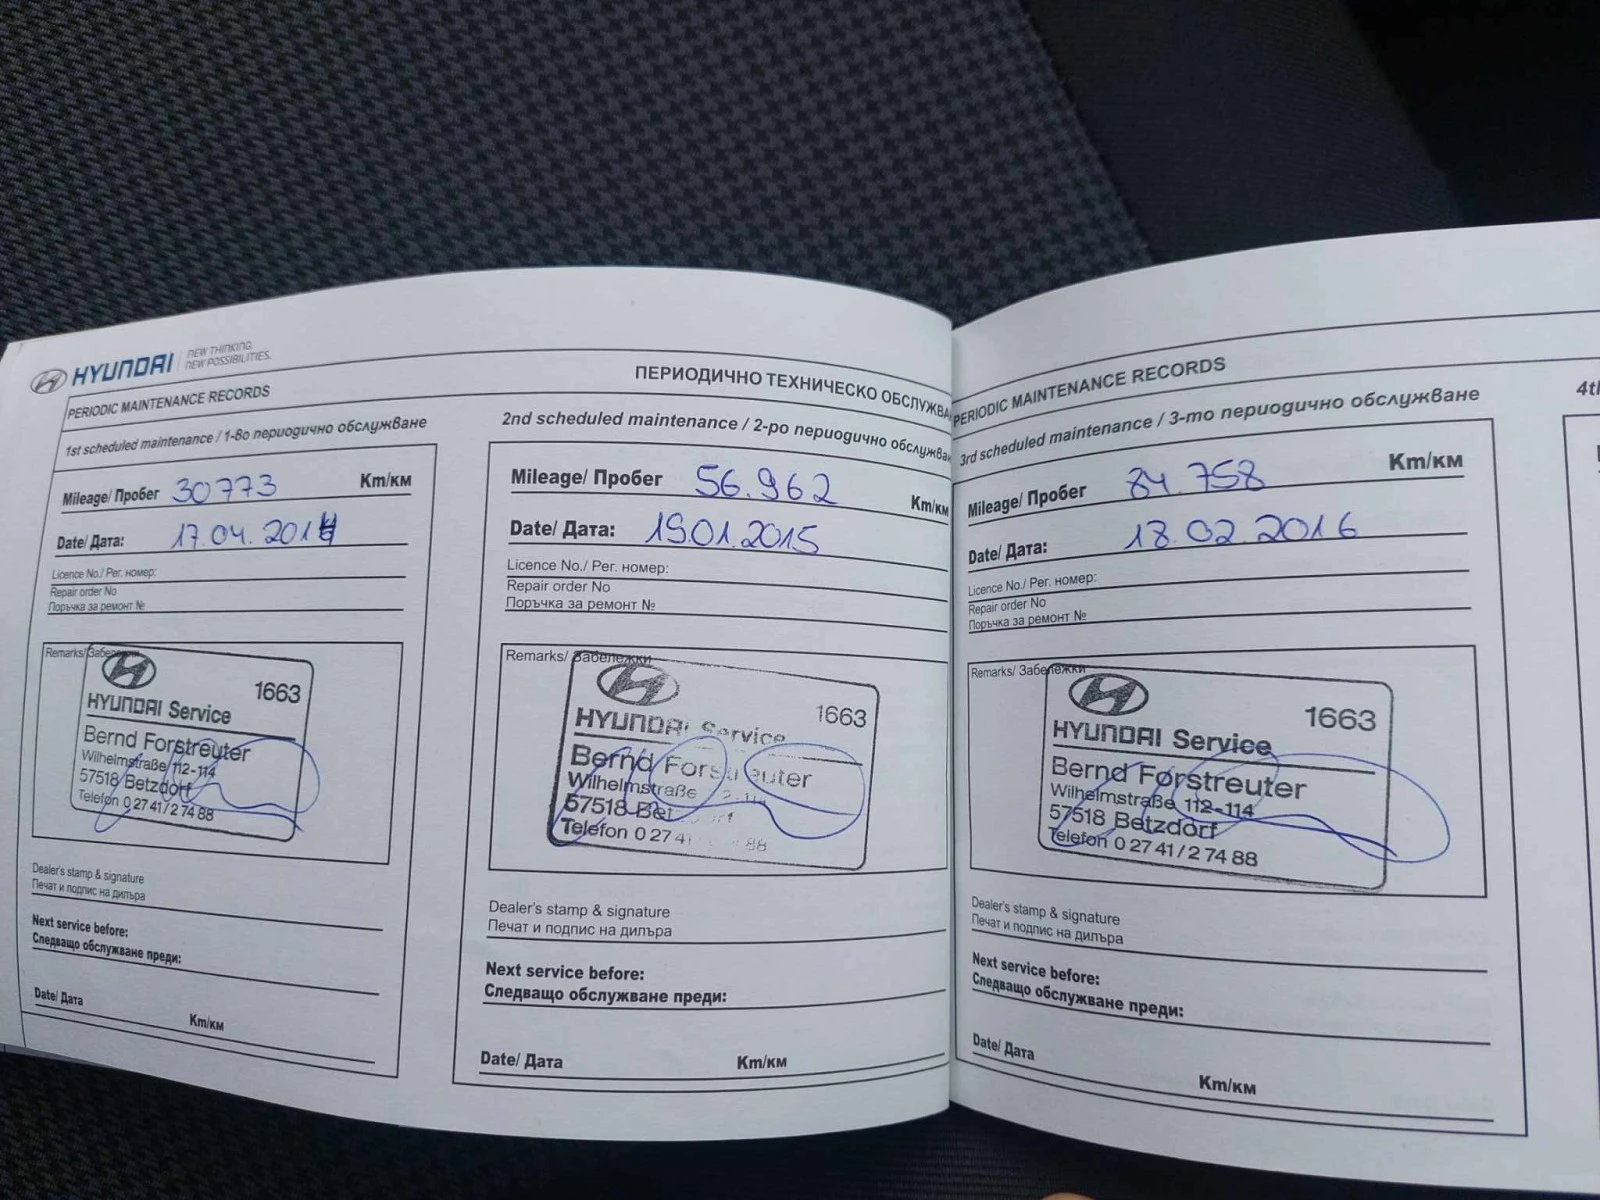 HYUNDAI NEW THINKING. NEW POSSIBILITIES.
PERIODIC MAINTENANCE RECORDS
ПЕРИОДИЧНО ТЕХНИЧЕСКО ОБСЛУЖВА
1st scheduled maintenance / 1-во периодично обслужване
Mileage/ Пробег 30773 Km/км
Date/ Дата: 17.04.2014
Licence No./ Рег. номер:
Repair order No
Поръчка за ремонт №
Remarks/ Забележки
HYUNDAI Service 1663
Bernd Forstreuter
Wilhelmstraße 112-114
57518 Betzdorf
Telefon 0 27 41/2 74 88
Dealer's stamp & signature
Печат и подпис на дилъра
Next service before:
Следващо обслужване преди:
Date/ Дата Km/км
2nd scheduled maintenance / 2-ро периодично обслужван
Mileage/ Пробег 56.962 Km/км
Date/ Дата: 19.01.2015
Licence No./ Рег. номер:
Repair order No
Поръчка за ремонт №
Remarks/ Забележки
HYUNDAI Service 1663
Bernd Forstreuter
Wilhelmstraße
57518
Telefon 0 27 41 88
Dealer's stamp & signature
Печат и подпис на дилъра
Next service before:
Следващо обслужване преди:
Date/ Дата Km/км
PERIODIC MAINTENANCE RECORDS
3rd scheduled maintenance / 3-то периодично обслужване
Mileage/ Пробег 84.758 Km/км
Date/ Дата: 18.02.2016
Licence No./ Рег. номер:
Repair order No
Поръчка за ремонт №
Remarks/ Забележки
HYUNDAI Service 1663
Bernd Forstreuter
Wilhelmstraße 112-114
57518 Betzdorf
Telefon 0 27 41/2 74 88
Dealer's stamp & signature
Печат и подпис на дилъра
Next service before:
Следващо обслужване преди:
Date/ Дата Km/км